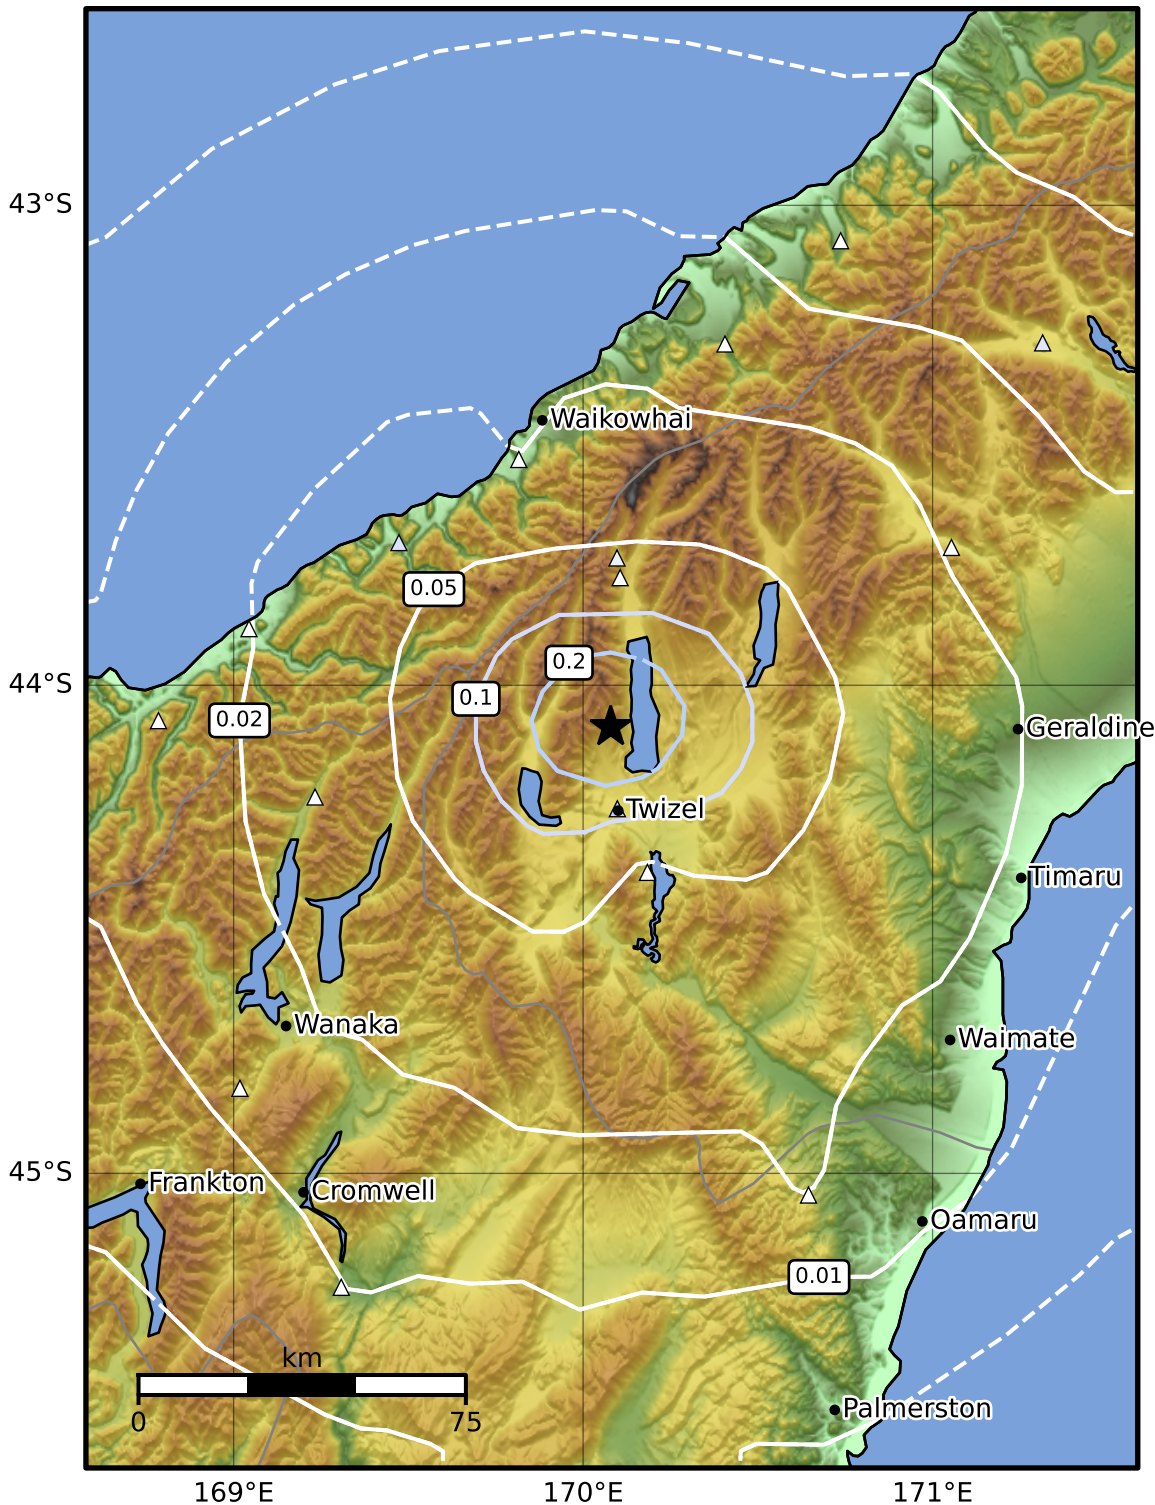 43°S
Waikowhai
0.05
0.2
44°S
0.1
0.02
Geraldine
Twizel
Timaru
Wanaka
Waimate
45°S
Frankton
Cromwell
Oamaru
0.01
km
0
75
Palmerston
169°E
170°E
171°E